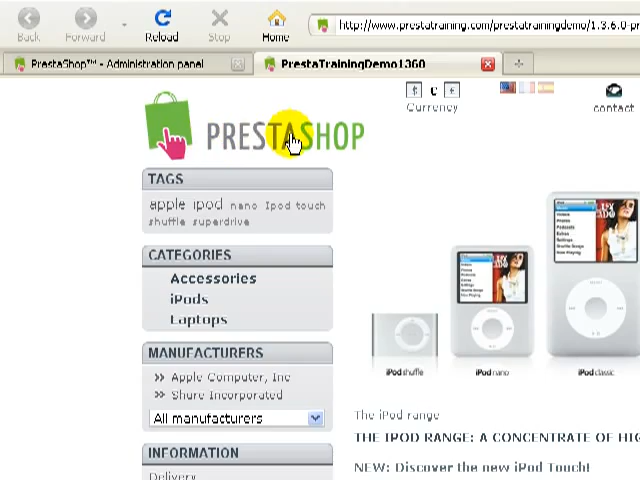 Back Forward Reload Stop Home http://www.prestatraining.com/prestatrainingdemo/1.3.6.0-pr
PrestaShop™ - Administration panel PrestaTrainingDemo1360
$ € £
Currency
contact
PRESTASHOP
TAGS
apple ipod nano Ipod touch
shuffle superdrive
CATEGORIES
Accessories
iPods
Laptops
MANUFACTURERS
>> Apple Computer, Inc
>> Shure Incorporated
All manufacturers
INFORMATION
Delivery
iPod shuffle iPod nano iPod classic
The iPod range
THE IPOD RANGE: A CONCENTRATE OF HIG
NEW: Discover the new iPod Touch!